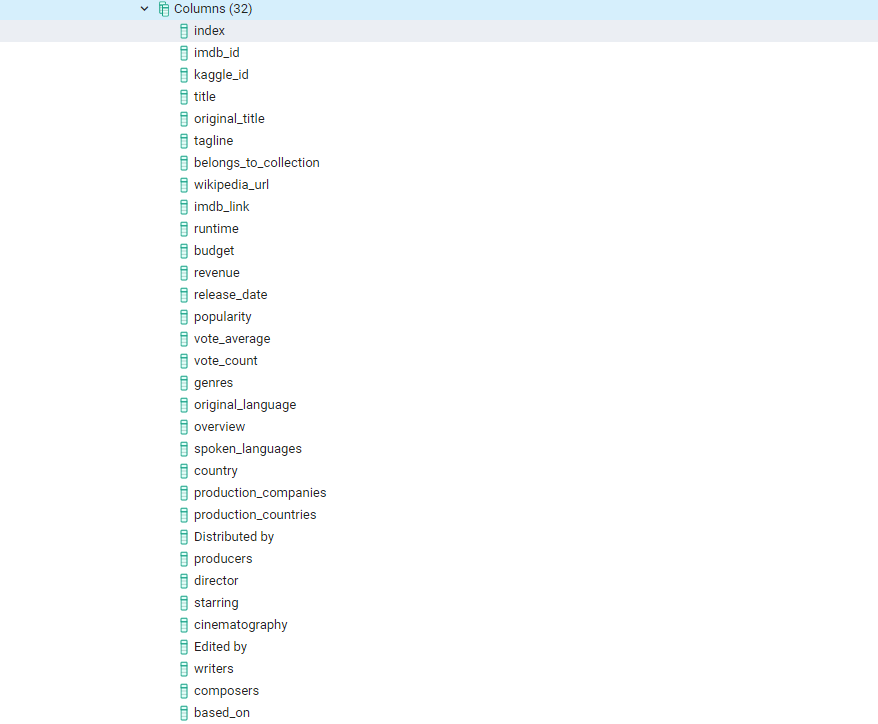 Columns (32)
index
imdb_id
kaggle_id
title
original_title
tagline
belongs_to_collection
wikipedia_url
imdb_link
runtime
budget
revenue
release_date
popularity
vote_average
vote_count
genres
original_language
overview
spoken_languages
country
production_companies
production_countries
Distributed by
producers
director
starring
cinematography
Edited by
writers
composers
based_on